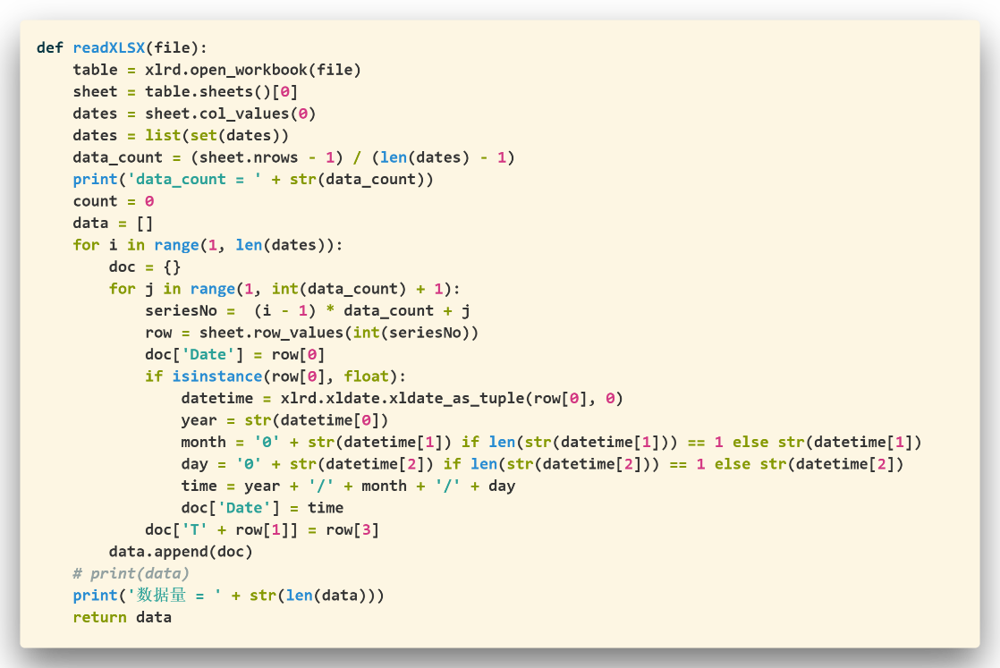 def readXLSX(file):
    table = xlrd.open_workbook(file)
    sheet = table.sheets()[0]
    dates = sheet.col_values(0)
    dates = list(set(dates))
    data_count = (sheet.nrows - 1) / (len(dates) - 1)
    print('data_count = ' + str(data_count))
    count = 0
    data = []
    for i in range(1, len(dates)):
        doc = {}
        for j in range(1, int(data_count) + 1):
            seriesNo =  (i - 1) * data_count + j
            row = sheet.row_values(int(seriesNo))
            doc['Date'] = row[0]
            if isinstance(row[0], float):
                datetime = xlrd.xldate.xldate_as_tuple(row[0], 0)
                year = str(datetime[0])
                month = '0' + str(datetime[1]) if len(str(datetime[1])) == 1 else str(datetime[1])
                day = '0' + str(datetime[2]) if len(str(datetime[2])) == 1 else str(datetime[2])
                time = year + '/' + month + '/' + day
                doc['Date'] = time
            doc['T' + row[1]] = row[3]
        data.append(doc)
    # print(data)
    print('数据量 = ' + str(len(data)))
    return data